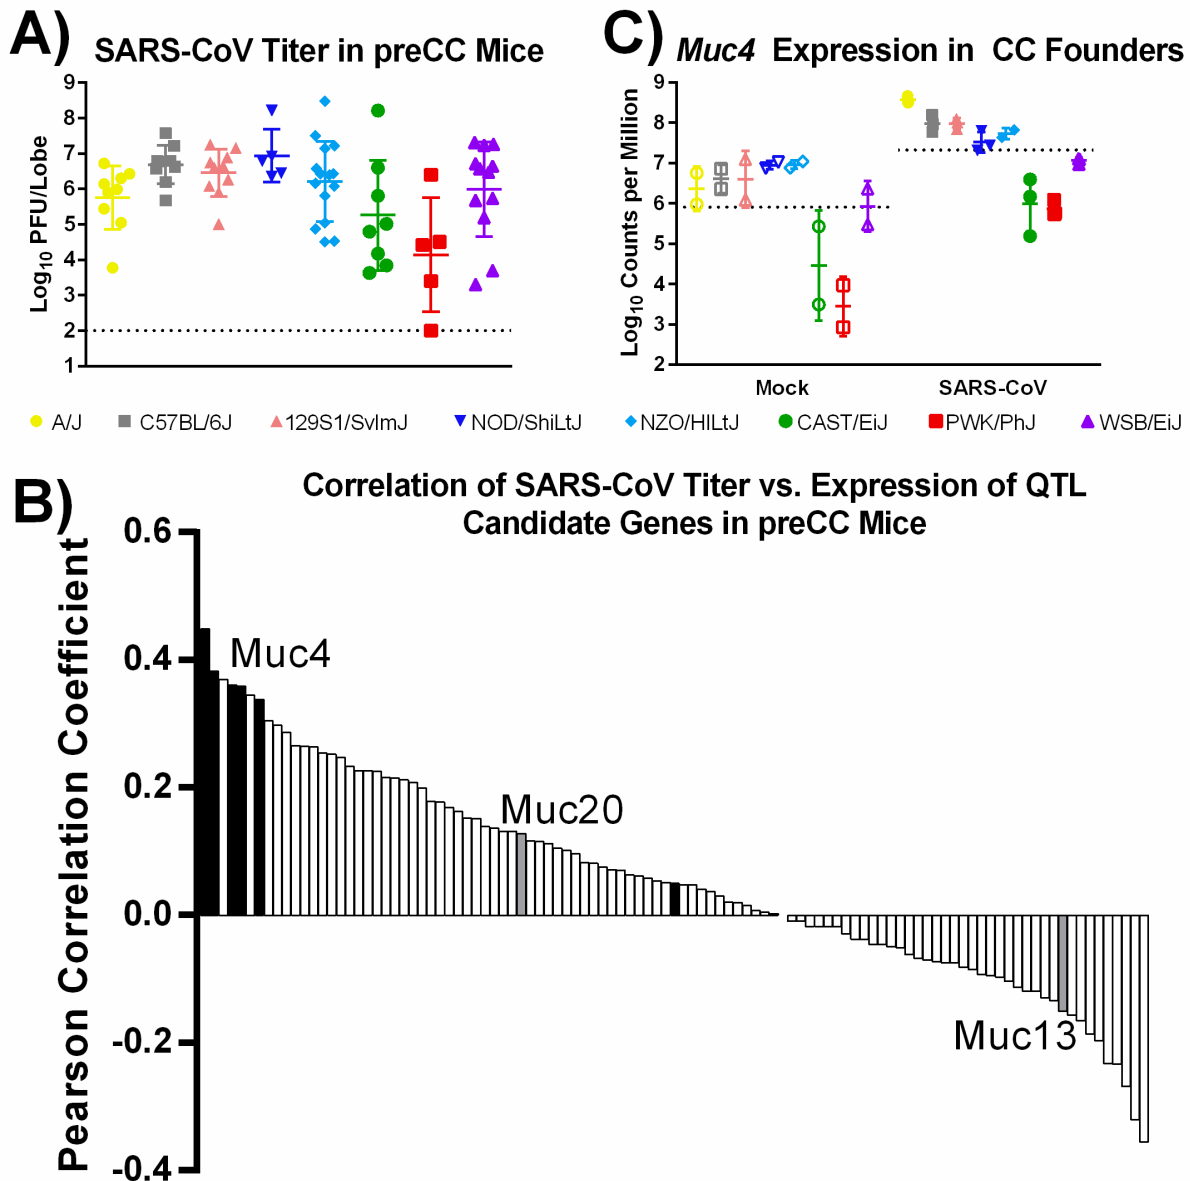 A)
SARS-CoV Titer in preCC Mice
Log10 PFU/Lobe
9
8
7
6
5
4
3
2
1
C)
Muc4 Expression in CC Founders
Log10 Counts per Million
9
8
7
6
5
4
3
2
Mock SARS-CoV
A/J C57BL/6J 129S1/SvImJ NOD/ShiLtJ NZO/HILtJ CAST/EiJ PWK/PhJ WSB/EiJ
B)
Correlation of SARS-CoV Titer vs. Expression of QTL
Candidate Genes in preCC Mice
Pearson Correlation Coefficient
0.6
0.4
0.2
0.0
-0.2
-0.4
Muc4
Muc20
Muc13